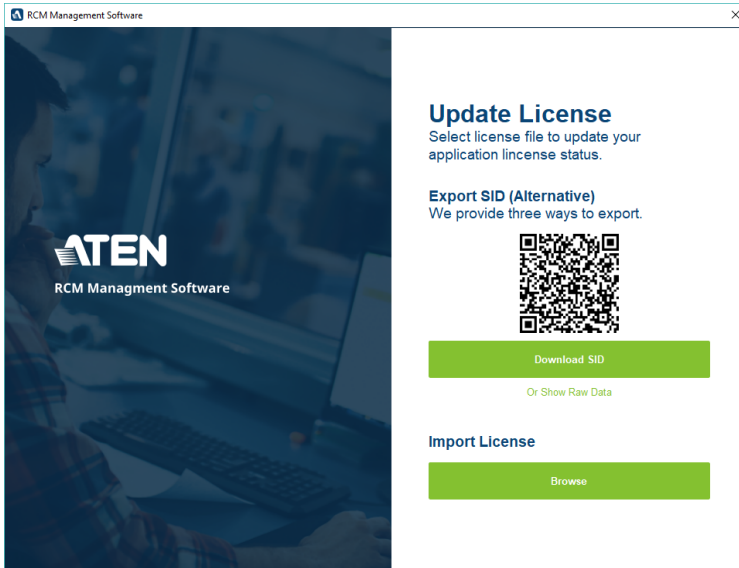 RCM Management Software
ATEN
RCM Managment Software
Update License
Select license file to update your
application lincense status.
Export SID (Alternative)
We provide three ways to export.
Download SID
Or Show Raw Data
Import License
Browse